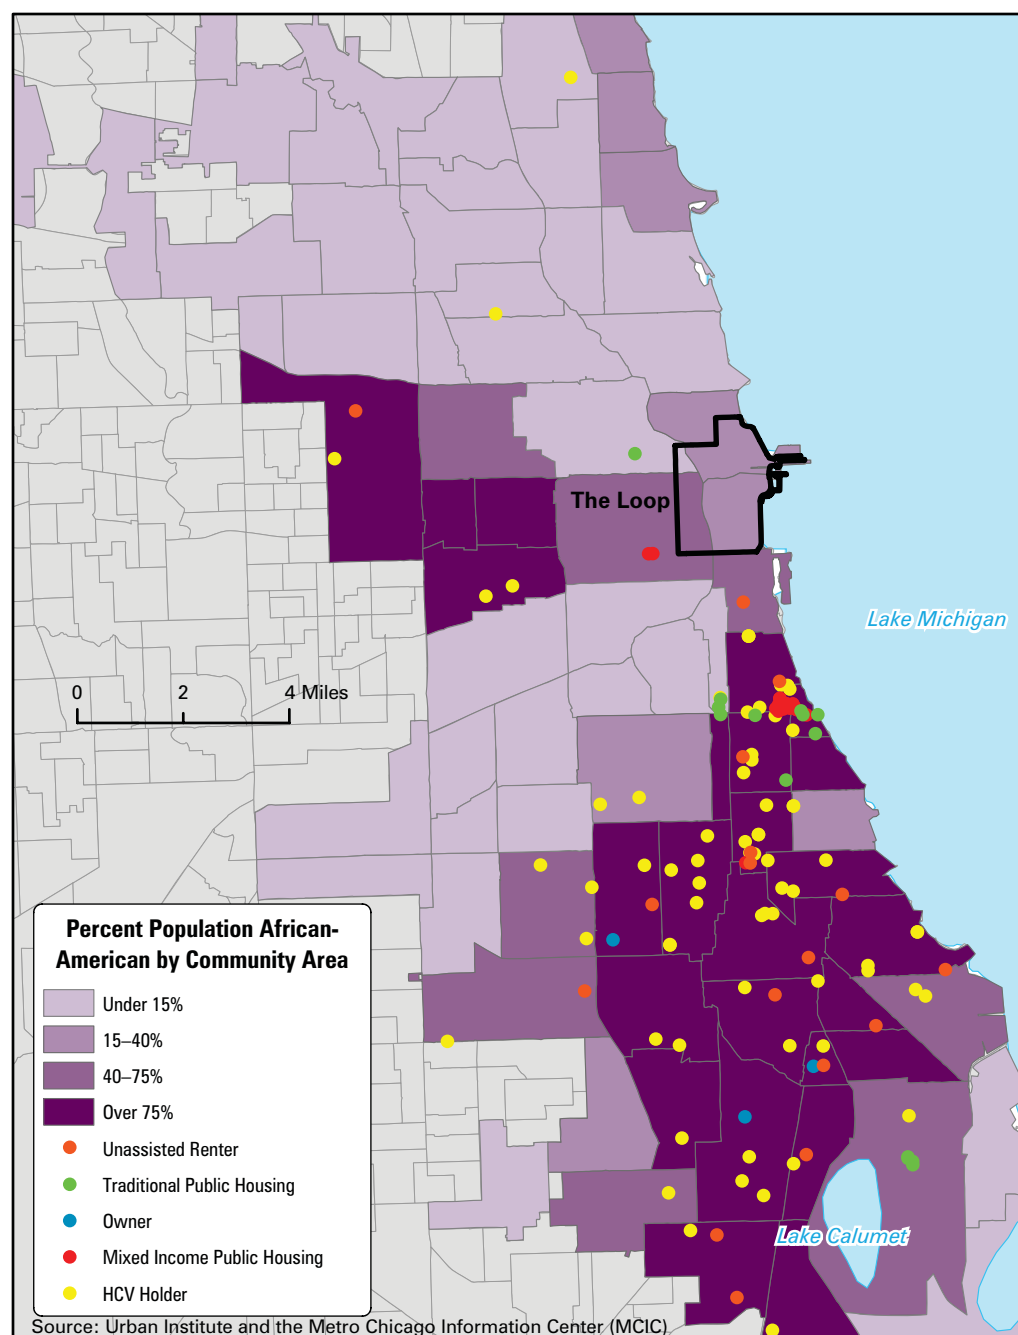 The Loop
Lake Michigan
0 2 4 Miles
Percent Population African-
American by Community Area
Under 15%
15–40%
40–75%
Over 75%
Unassisted Renter
Traditional Public Housing
Owner
Mixed Income Public Housing
HCV Holder
Lake Calumet
Source: Urban Institute and the Metro Chicago Information Center (MCIC)